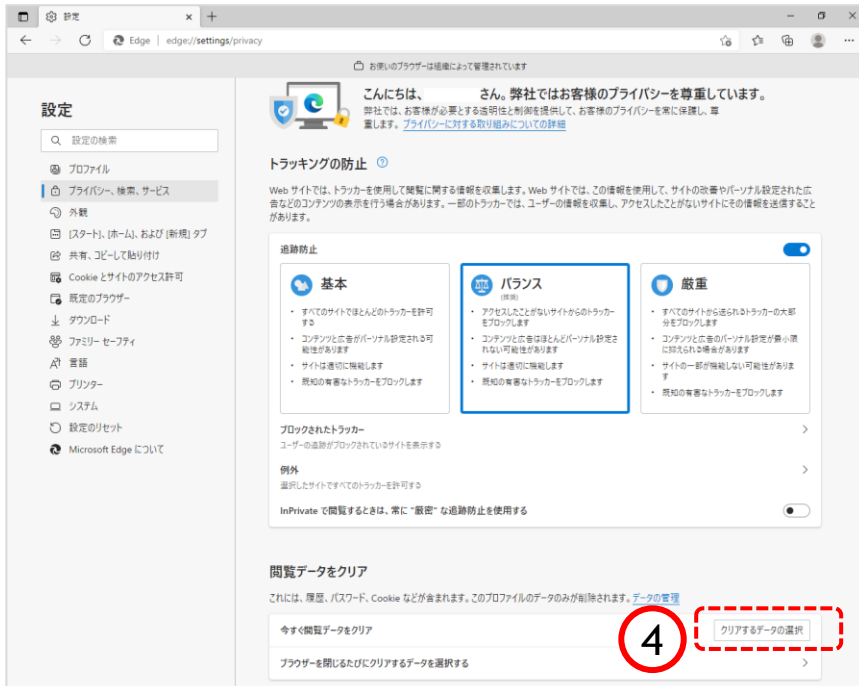 設定
Edge
edge://settings/privacy
お使いのブラウザーは組織によって管理されています
設定
設定の検索
プロファイル
プライバシー、検索、サービス
外観
[スタート]、[ホーム]、および [新規] タブ
共有、コピーして貼り付け
Cookie とサイトのアクセス許可
既定のブラウザー
ダウンロード
ファミリー セーフティ
言語
プリンター
システム
設定のリセット
Microsoft Edge について
こんにちは、 さん。弊社ではお客様のプライバシーを尊重しています。
弊社では、お客様が必要とする透明性と制御を提供して、お客様のプライバシーを常に保護し、尊
重します。プライバシーに対する取り組みについての詳細
トラッキングの防止
Web サイトでは、トラッカーを使用して閲覧に関する情報を収集します。Web サイトでは、この情報を使用して、サイトの改善やパーソナル設定された広
告などのコンテンツの表示を行う場合があります。一部のトラッカーでは、ユーザーの情報を収集し、アクセスしたことがないサイトにその情報を送信すること
があります。
追跡防止
基本
・ すべてのサイトでほとんどのトラッカーを許可
する
・ コンテンツと広告がパーソナル設定される可
能性があります
・ サイトは適切に機能します
・ 既知の有害なトラッカーをブロックします
バランス
(推奨)
・ アクセスしたことがないサイトからのトラッカー
をブロックします
・ コンテンツと広告はほとんどパーソナル設定さ
れない可能性があります
・ サイトは適切に機能します
・ 既知の有害なトラッカーをブロックします
厳重
・ すべてのサイトから送られるトラッカーの大部
分をブロックします
・ コンテンツと広告のパーソナル設定が最小限
に抑えられる場合があります
・ サイトの一部が機能しない可能性がありま
す
・ 既知の有害なトラッカーをブロックします
ブロックされたトラッカー
ユーザーの追跡がブロックされているサイトを表示する
例外
選択したサイトですべてのトラッカーを許可する
InPrivate で閲覧するときは、常に "厳密" な追跡防止を使用する
閲覧データをクリア
これには、履歴、パスワード、Cookie などが含まれます。このプロファイルのデータのみが削除されます。データの管理
今すぐ閲覧データをクリア
4
クリアするデータの選択
ブラウザーを閉じるたびにクリアするデータを選択する